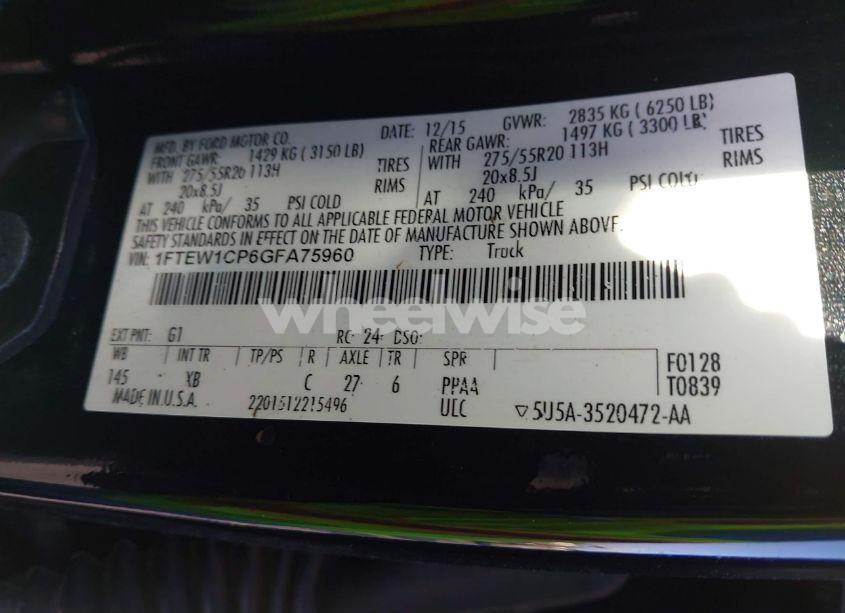 MFD. BY FORD MOTOR CO. DATE: 12/15 GVWR: 2835 KG ( 6250 LB)
FRONT GAWR: 1429 KG ( 3150 LB) REAR GAWR: 1497 KG ( 3300 LB)
WITH 275/55R20 113H TIRES WITH 275/55R20 113H TIRES
20x8.5J RIMS 20x8.5J RIMS
AT 240 kPa/ 35 PSI COLD AT 240 kPa/ 35 PSI COLD
THIS VEHICLE CONFORMS TO ALL APPLICABLE FEDERAL MOTOR VEHICLE
SAFETY STANDARDS IN EFFECT ON THE DATE OF MANUFACTURE SHOWN ABOVE.
VIN: 1FTEW1CP6GFA75960 TYPE: Truck
wheelwise
EXT PNT: G1 RC: 24 DSO:
WB INT TR TP/PS R AXLE TR SPR F0128
145 XB C 27 6 PPAA T0839
MADE IN U.S.A. 2201512215496 UEC ▽5U5A-3520472-AA